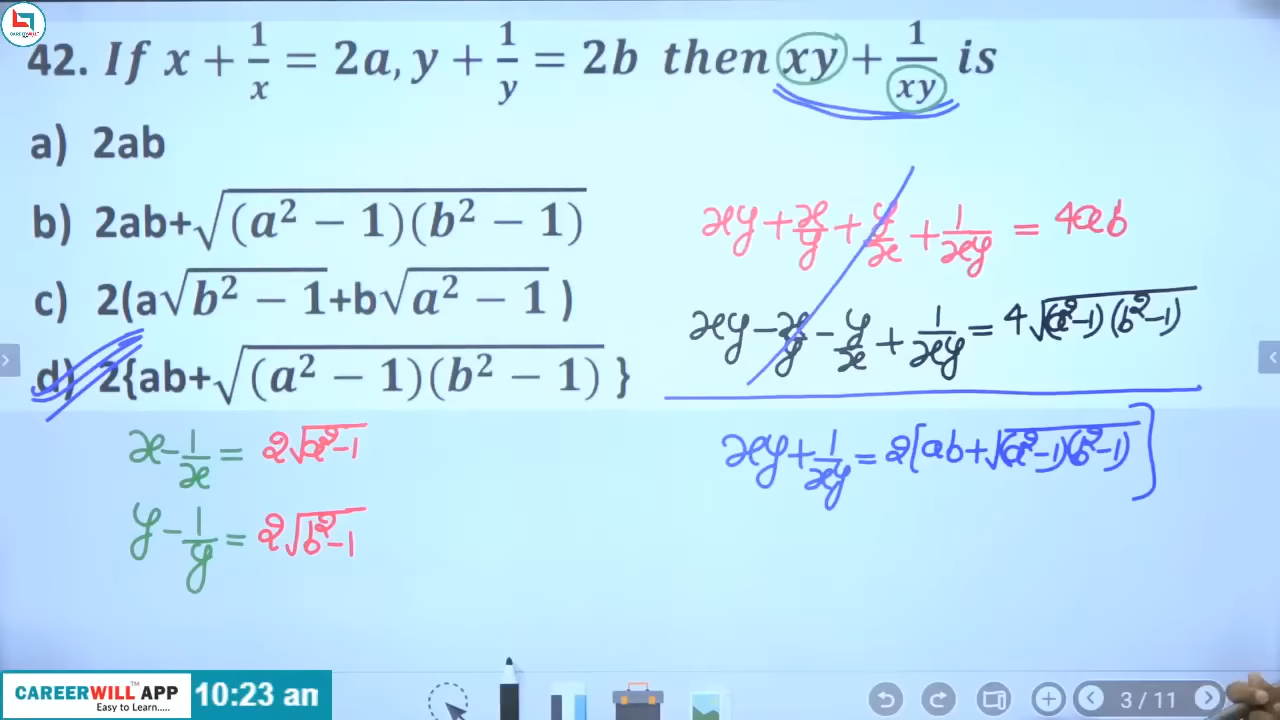 CAREERWILL
42. If x + 1/x = 2a, y + 1/y = 2b then xy + 1/xy is
a) 2ab
b) 2ab+√(a² − 1)(b² − 1)
c) 2(a√b² − 1+b√a² − 1 )
d) 2{ab+√(a² − 1)(b² − 1) }
x − 1/x = 2√a²−1
y − 1/y = 2√b²−1
xy + x/y + y/x + 1/xy = 4ab
xy − x/y − y/x + 1/xy = 4√(a²−1)(b²−1)
xy + 1/xy = 2[ab+√(a²−1)(b²−1)]
CAREERWILL™ APP
Easy to Learn.....
10:23 an
3 / 11